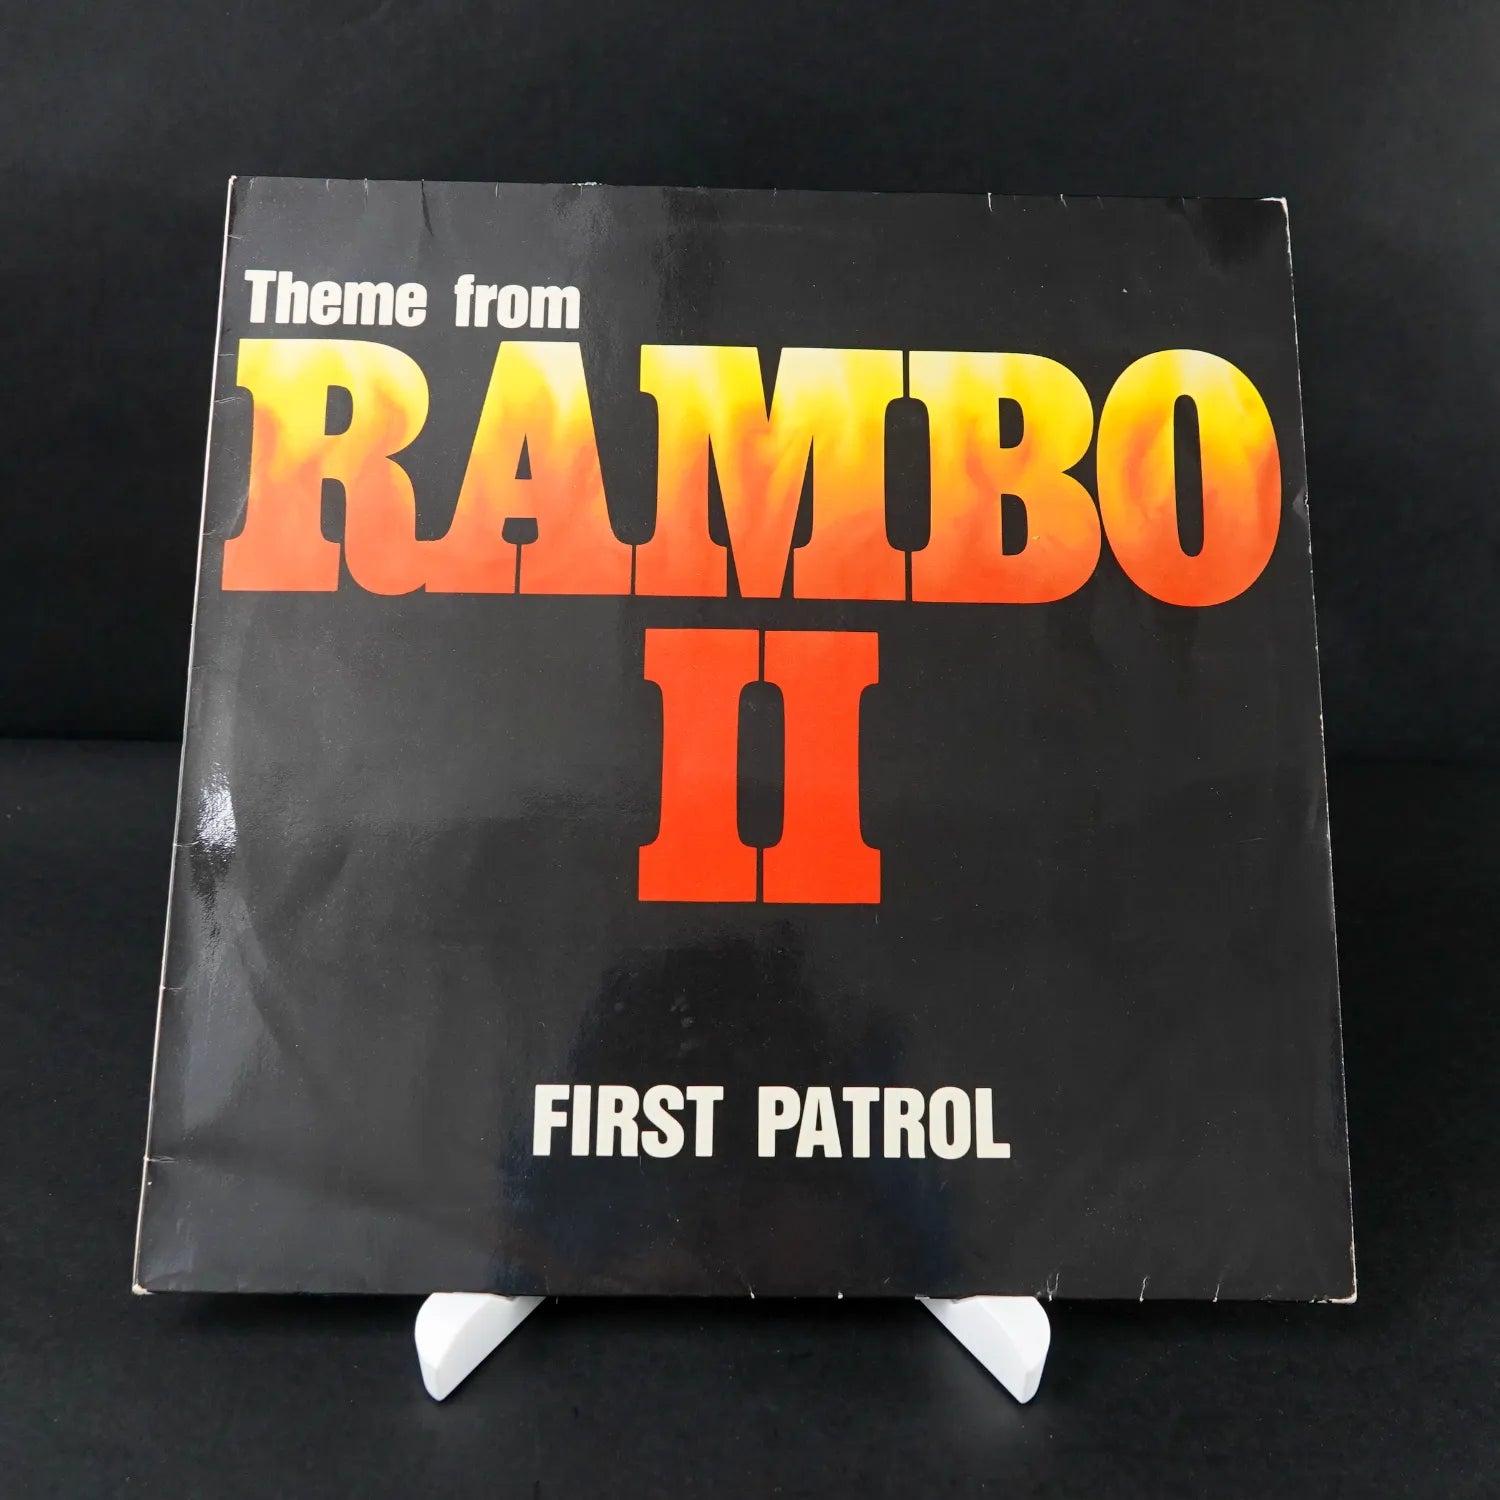 Theme from
RAMBO
II
FIRST PATROL